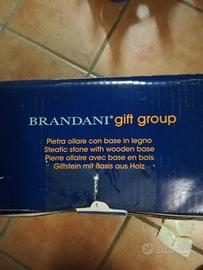 BRANDANI® gift group
Pietra ollare con base in legno
Steatic stone with wooden base
Pierre ollaire avec base en bois
Giltstein mit Basis aus Holz
subito